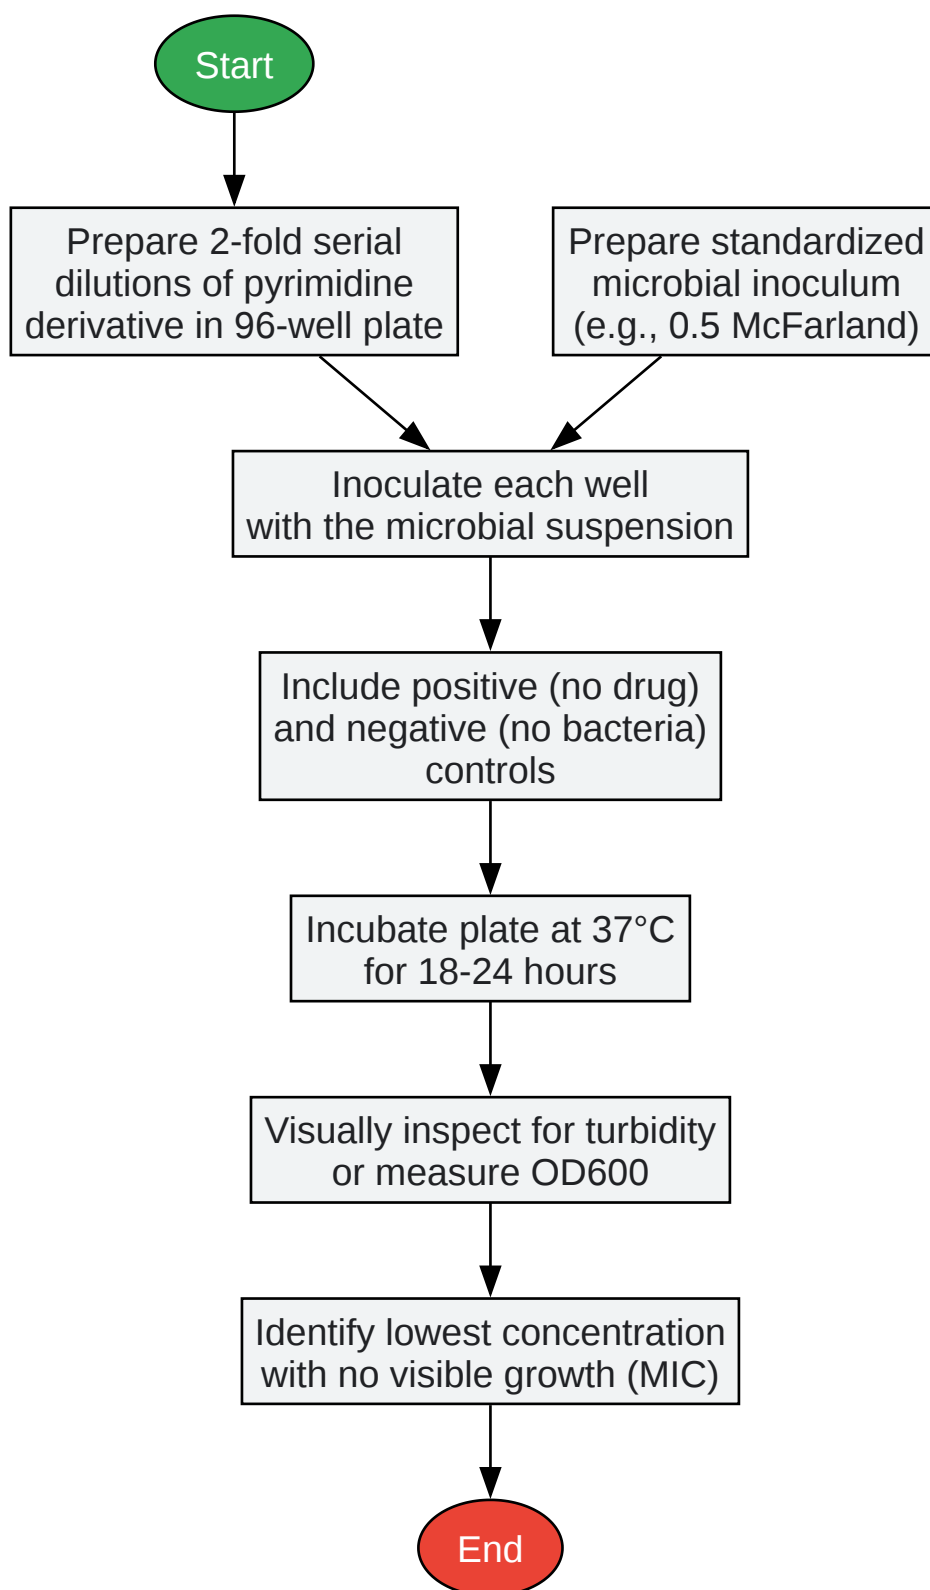 Start
Prepare 2-fold serial
dilutions of pyrimidine
derivative in 96-well plate
Prepare standardized
microbial inoculum
(e.g., 0.5 McFarland)
Inoculate each well
with the microbial suspension
Include positive (no drug)
and negative (no bacteria)
controls
Incubate plate at 37°C
for 18-24 hours
Visually inspect for turbidity
or measure OD600
Identify lowest concentration
with no visible growth (MIC)
End